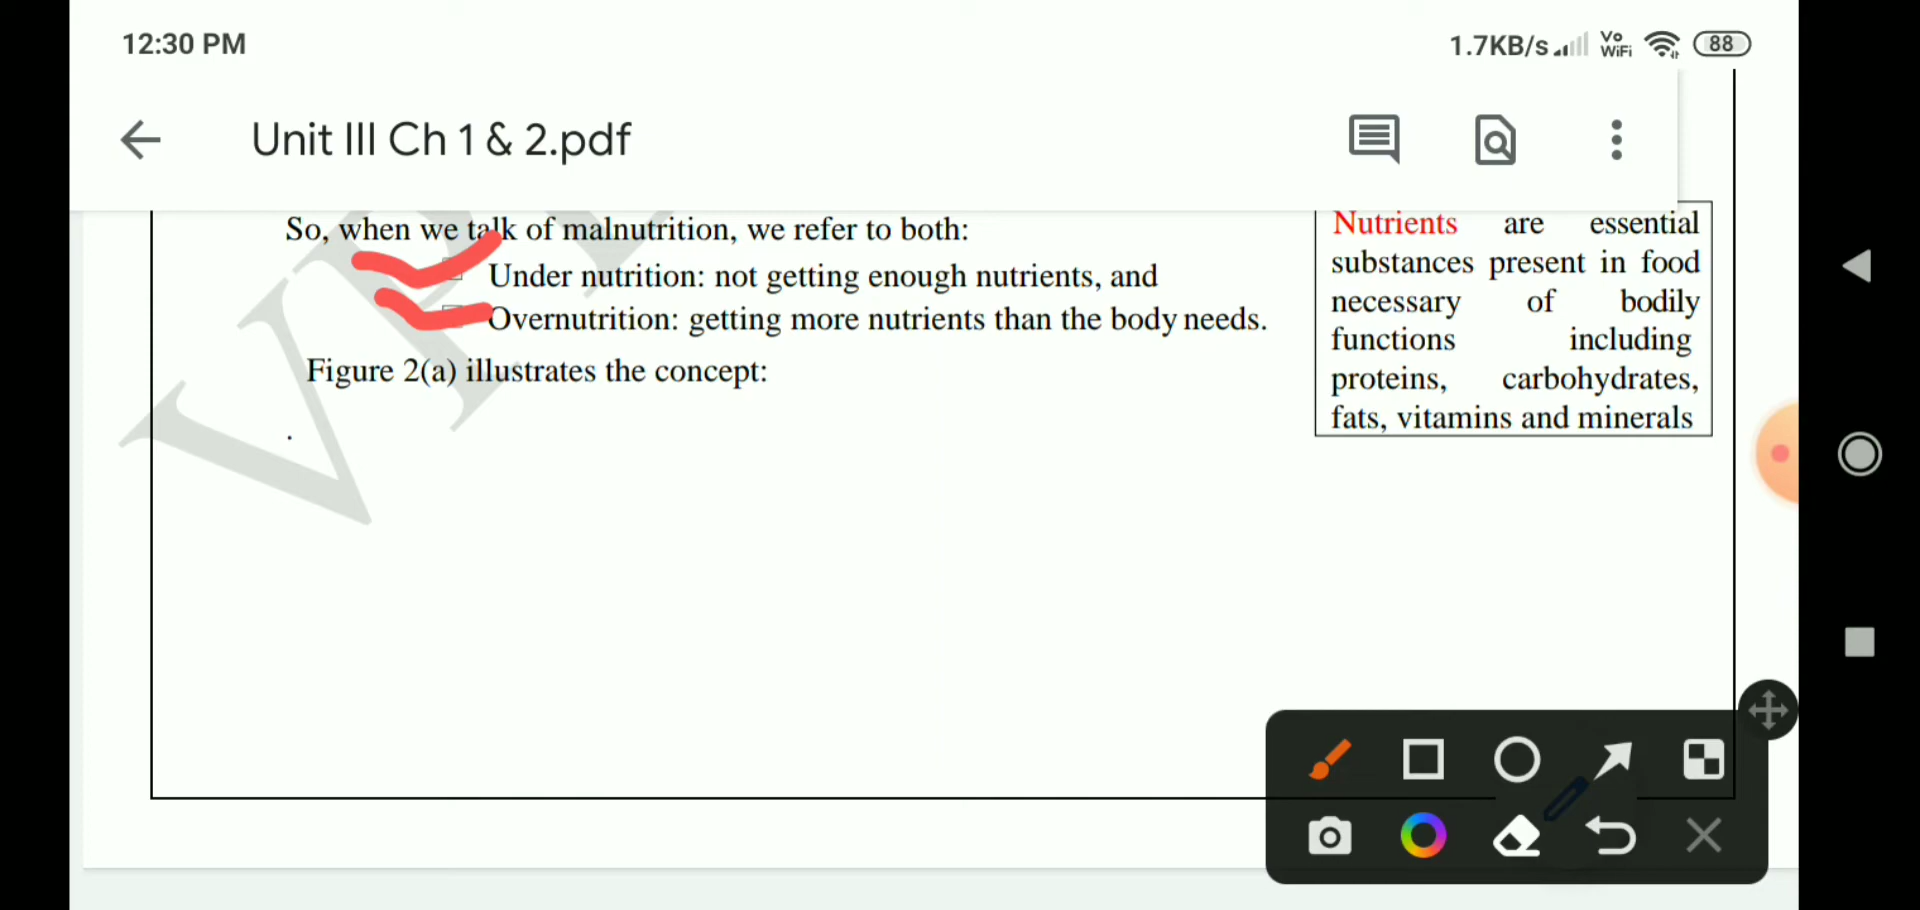 12:30 PM
1.7KB/s
Vo
WiFi
88
Unit III Ch 1 & 2.pdf
So, when we talk of malnutrition, we refer to both:
Under nutrition: not getting enough nutrients, and
Overnutrition: getting more nutrients than the body needs.
Figure 2(a) illustrates the concept:
.
Nutrients are essential
substances present in food
necessary of bodily
functions including
proteins, carbohydrates,
fats, vitamins and minerals